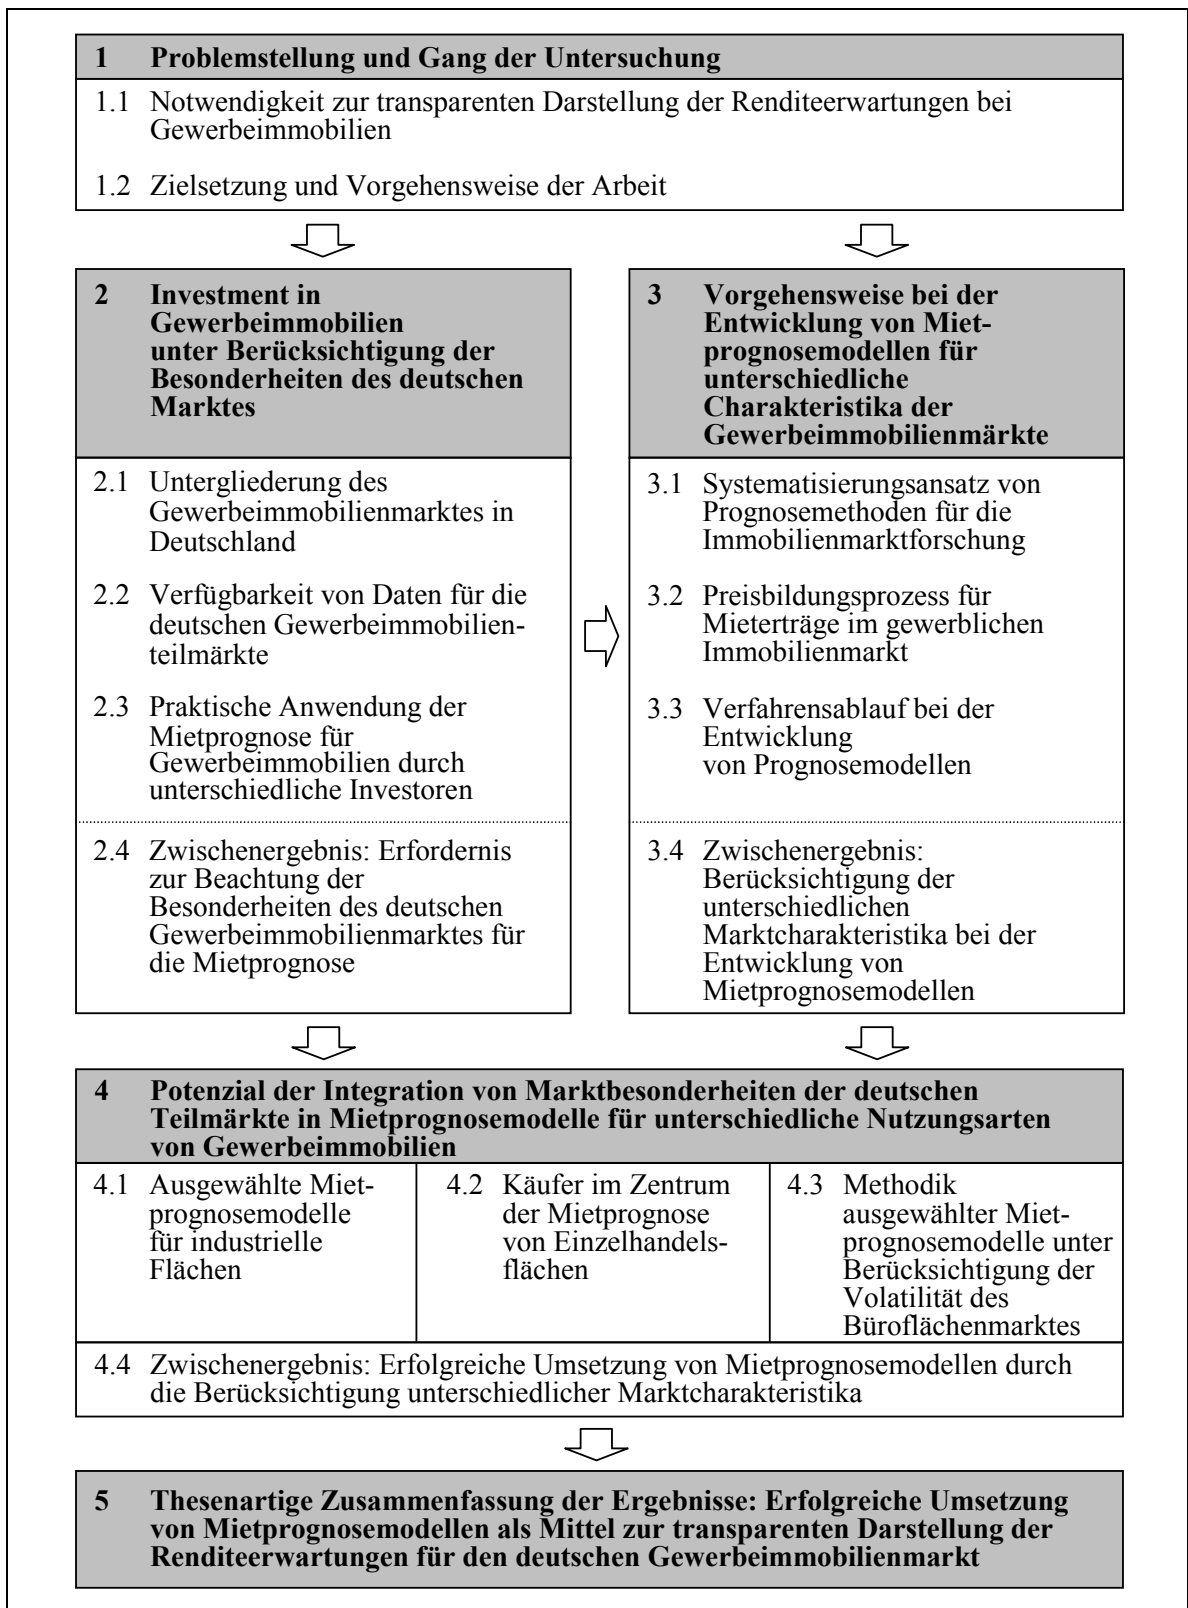 1 Problemstellung und Gang der Untersuchung
1.1 Notwendigkeit zur transparenten Darstellung der Renditeerwartungen bei
Gewerbeimmobilien
1.2 Zielsetzung und Vorgehensweise der Arbeit
2 Investment in
Gewerbeimmobilien
unter Berücksichtigung der
Besonderheiten des deutschen
Marktes
2.1 Untergliederung des
Gewerbeimmobilienmarktes in
Deutschland
2.2 Verfügbarkeit von Daten für die
deutschen Gewerbeimmobilien-
teilmärkte
2.3 Praktische Anwendung der
Mietprognose für
Gewerbeimmobilien durch
unterschiedliche Investoren
2.4 Zwischenergebnis: Erfordernis
zur Beachtung der
Besonderheiten des deutschen
Gewerbeimmobilienmarktes für
die Mietprognose
3 Vorgehensweise bei der
Entwicklung von Miet-
prognosemodellen für
unterschiedliche
Charakteristika der
Gewerbeimmobilienmärkte
3.1 Systematisierungsansatz von
Prognosemethoden für die
Immobilienmarktforschung
3.2 Preisbildungsprozess für
Mieterträge im gewerblichen
Immobilienmarkt
3.3 Verfahrensablauf bei der
Entwicklung
von Prognosemodellen
3.4 Zwischenergebnis:
Berücksichtigung der
unterschiedlichen
Marktcharakteristika bei der
Entwicklung von
Mietprognosemodellen
4 Potenzial der Integration von Marktbesonderheiten der deutschen
Teilmärkte in Mietprognosemodelle für unterschiedliche Nutzungsarten
von Gewerbeimmobilien
4.1 Ausgewählte Miet-
prognosemodelle
für industrielle
Flächen
4.2 Käufer im Zentrum
der Mietprognose
von Einzelhandels-
flächen
4.3 Methodik
ausgewählter Miet-
prognosemodelle unter
Berücksichtigung der
Volatilität des
Büroflächenmarktes
4.4 Zwischenergebnis: Erfolgreiche Umsetzung von Mietprognosemodellen durch
die Berücksichtigung unterschiedlicher Marktcharakteristika
5 Thesenartige Zusammenfassung der Ergebnisse: Erfolgreiche Umsetzung
von Mietprognosemodellen als Mittel zur transparenten Darstellung der
Renditeerwartungen für den deutschen Gewerbeimmobilienmarkt